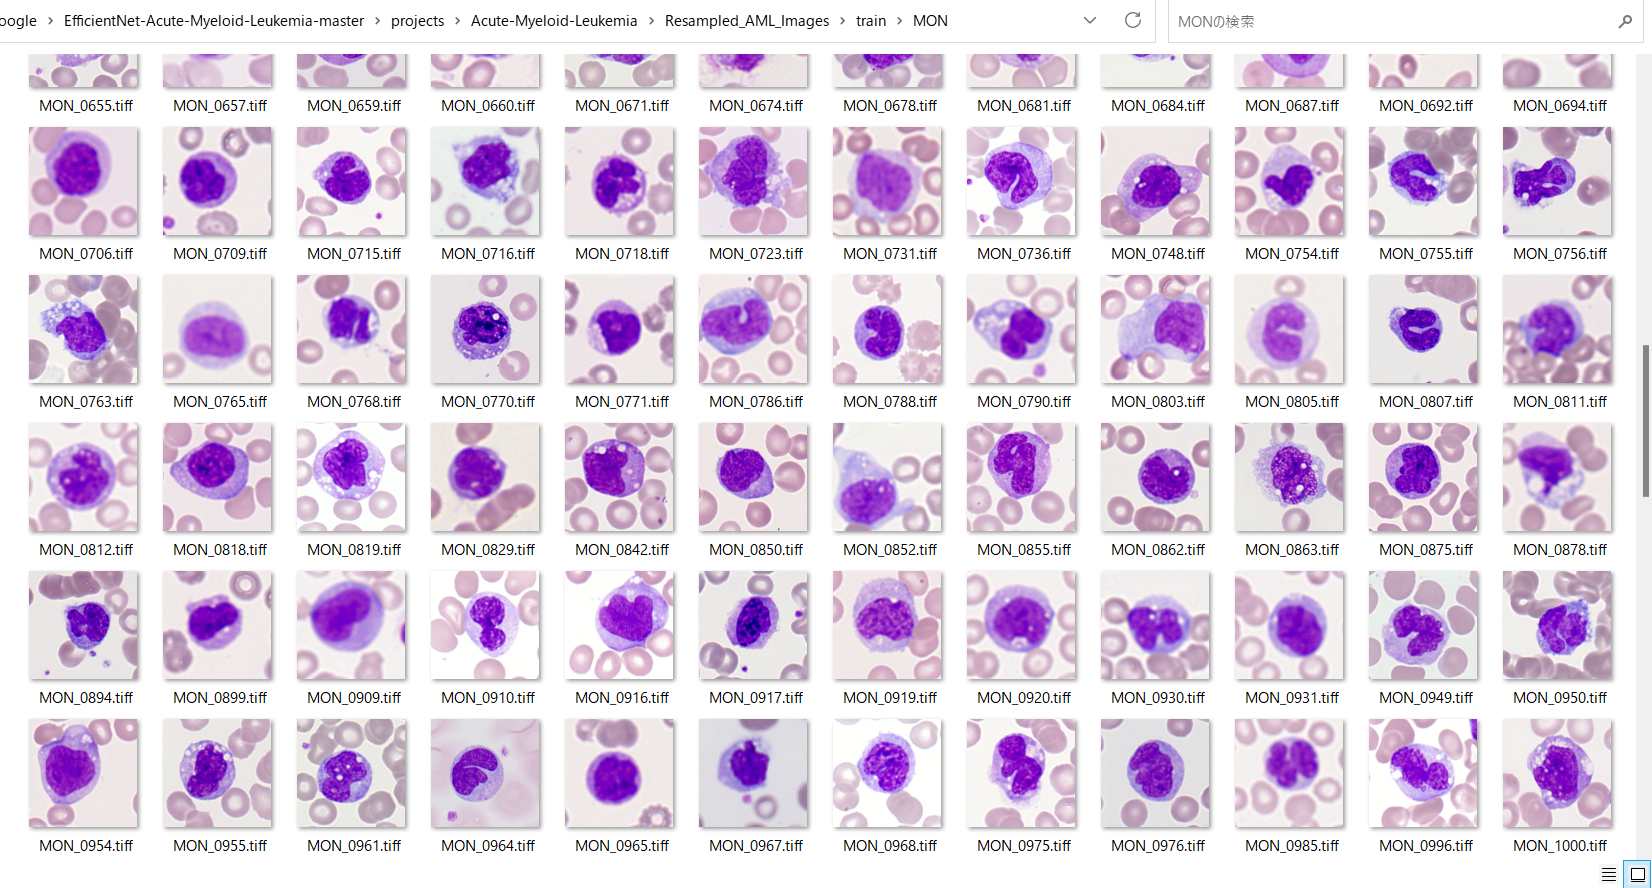 oogle > EfficientNet-Acute-Myeloid-Leukemia-master > projects > Acute-Myeloid-Leukemia > Resampled_AML_Images > train > MON
MONの検索
MON_0655.tiff MON_0657.tiff MON_0659.tiff MON_0660.tiff MON_0671.tiff MON_0674.tiff MON_0678.tiff MON_0681.tiff MON_0684.tiff MON_0687.tiff MON_0692.tiff MON_0694.tiff
MON_0706.tiff MON_0709.tiff MON_0715.tiff MON_0716.tiff MON_0718.tiff MON_0723.tiff MON_0731.tiff MON_0736.tiff MON_0748.tiff MON_0754.tiff MON_0755.tiff MON_0756.tiff
MON_0763.tiff MON_0765.tiff MON_0768.tiff MON_0770.tiff MON_0771.tiff MON_0786.tiff MON_0788.tiff MON_0790.tiff MON_0803.tiff MON_0805.tiff MON_0807.tiff MON_0811.tiff
MON_0812.tiff MON_0818.tiff MON_0819.tiff MON_0829.tiff MON_0842.tiff MON_0850.tiff MON_0852.tiff MON_0855.tiff MON_0862.tiff MON_0863.tiff MON_0875.tiff MON_0878.tiff
MON_0894.tiff MON_0899.tiff MON_0909.tiff MON_0910.tiff MON_0916.tiff MON_0917.tiff MON_0919.tiff MON_0920.tiff MON_0930.tiff MON_0931.tiff MON_0949.tiff MON_0950.tiff
MON_0954.tiff MON_0955.tiff MON_0961.tiff MON_0964.tiff MON_0965.tiff MON_0967.tiff MON_0968.tiff MON_0975.tiff MON_0976.tiff MON_0985.tiff MON_0996.tiff MON_1000.tiff